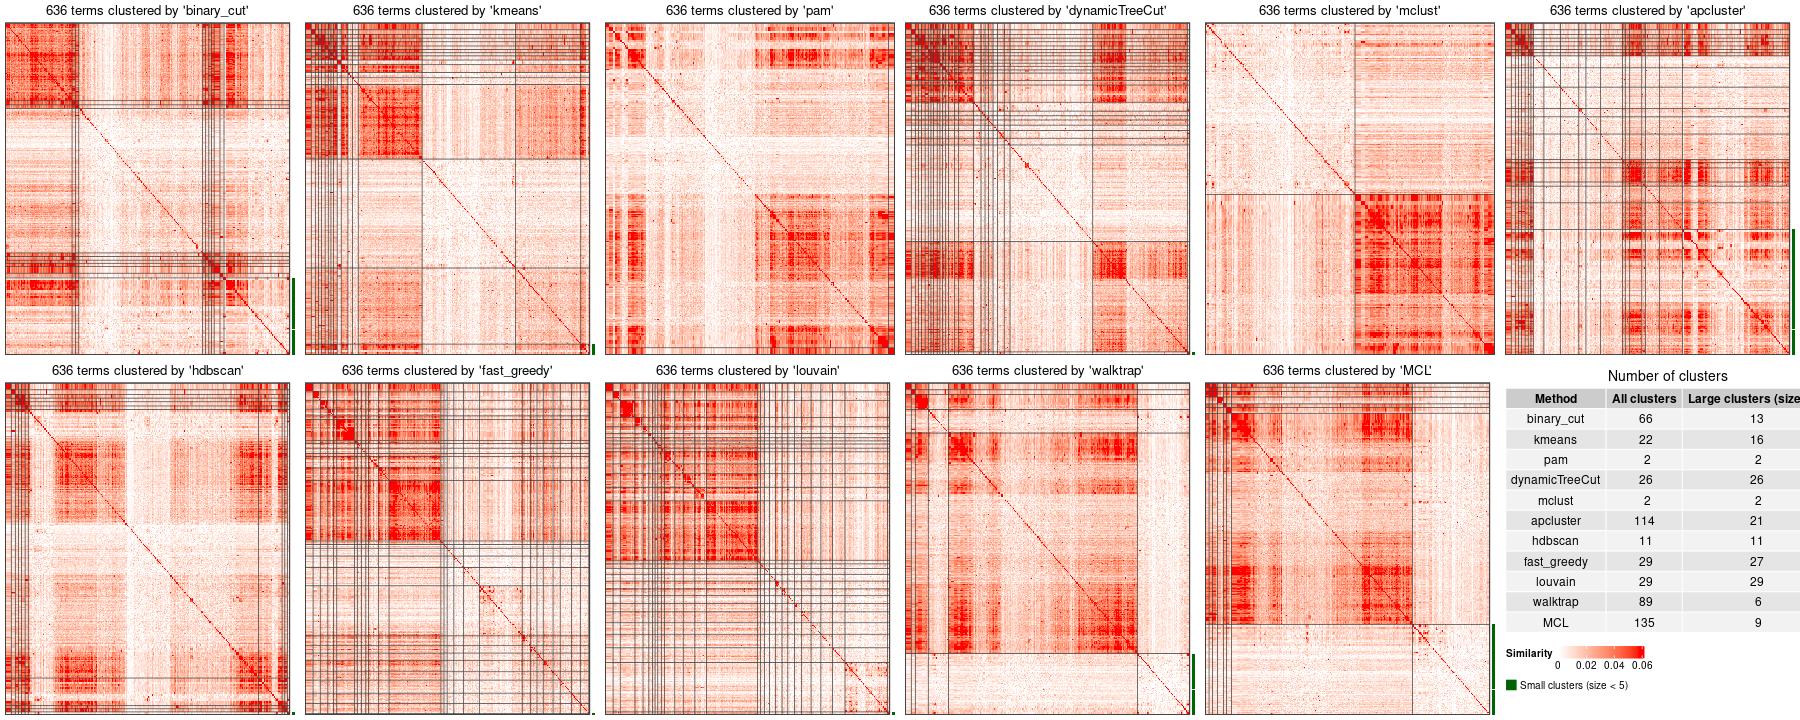 636 terms clustered by 'binary_cut'
636 terms clustered by 'kmeans'
636 terms clustered by 'pam'
636 terms clustered by 'dynamicTreeCut'
636 terms clustered by 'mclust'
636 terms clustered by 'apcluster'
636 terms clustered by 'hdbscan'
636 terms clustered by 'fast_greedy'
636 terms clustered by 'louvain'
636 terms clustered by 'walktrap'
636 terms clustered by 'MCL'
Number of clusters
Method All clusters Large clusters (size
binary_cut 66 13
kmeans 22 16
pam 2 2
dynamicTreeCut 26 26
mclust 2 2
apcluster 114 21
hdbscan 11 11
fast_greedy 29 27
louvain 29 29
walktrap 89 6
MCL 135 9
Similarity
0 0.02 0.04 0.06
Small clusters (size < 5)